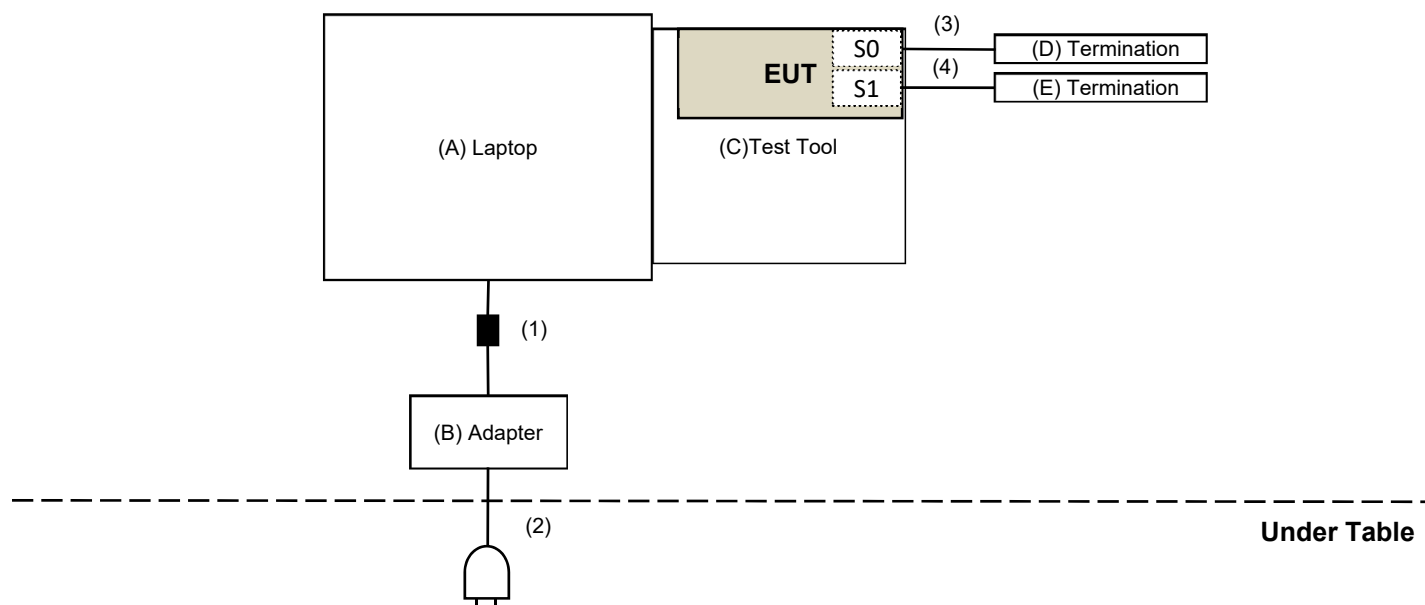 (3)
S0
(D) Termination
EUT
(4)
S1
(E) Termination
(A) Laptop
(C)Test Tool
(1)
(B) Adapter
(2)
Under Table